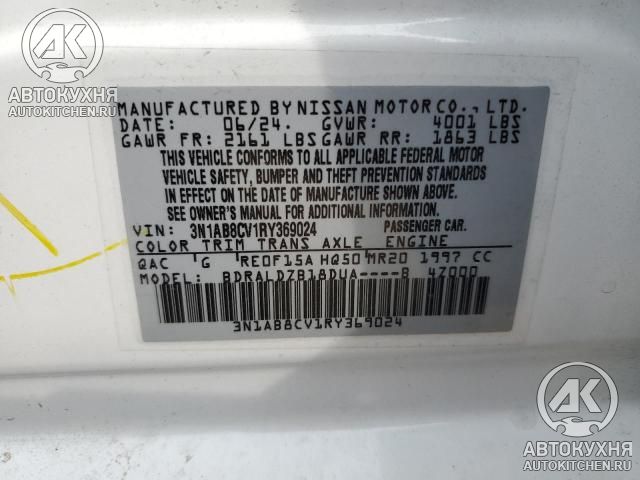 AK
АВТОКУХНЯ
AUTOKITCHEN.RU
MANUFACTURED BY NISSAN MOTOR CO., LTD.
DATE: 06/24. GVWR: 4001 LBS
GAWR FR: 2161 LBS GAWR RR: 1863 LBS
THIS VEHICLE CONFORMS TO ALL APPLICABLE FEDERAL MOTOR
VEHICLE SAFETY, BUMPER AND THEFT PREVENTION STANDARDS
IN EFFECT ON THE DATE OF MANUFACTURE SHOWN ABOVE.
SEE OWNER'S MANUAL FOR ADDITIONAL INFORMATION.
VIN: 3N1AB8CV1RY369024 PASSENGER CAR.
COLOR TRIM TRANS AXLE ENGINE
QAC 'G RE0F15A HQ50 MR20 1997 CC
MODEL: BDRALDZB18DUA----B 4Z000
3N1AB8CV1RY369024
AK
АВТОКУХНЯ
AUTOKITCHEN.RU